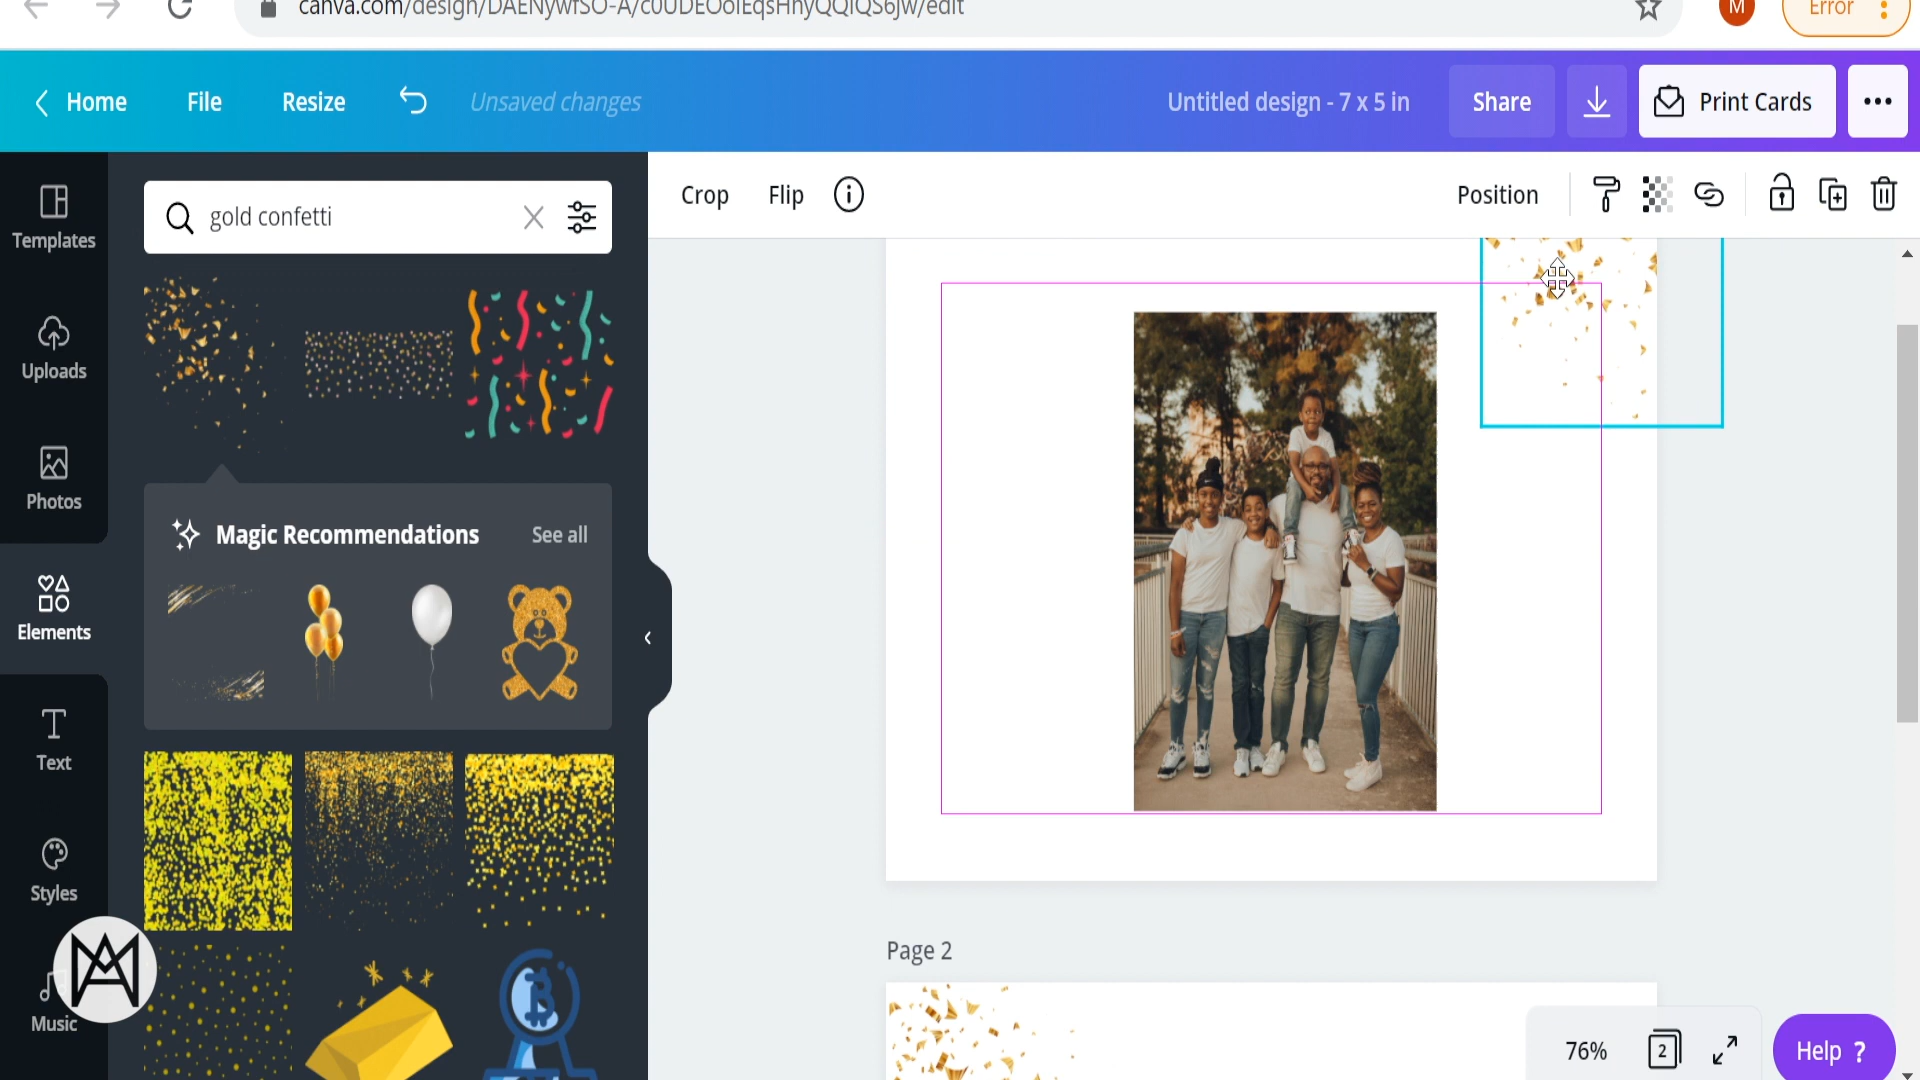 canva.com/design/DAENywfSO-A/c0UDEOoIEqsHhyQQlQS6jw/edit
M
Error
Home
File
Resize
Unsaved changes
Untitled design - 7 x 5 in
Share
Print Cards
Templates
Uploads
Photos
Elements
Text
Styles
Music
gold confetti
Crop
Flip
Position
Magic Recommendations
See all
Page 2
76%
2
Help ?